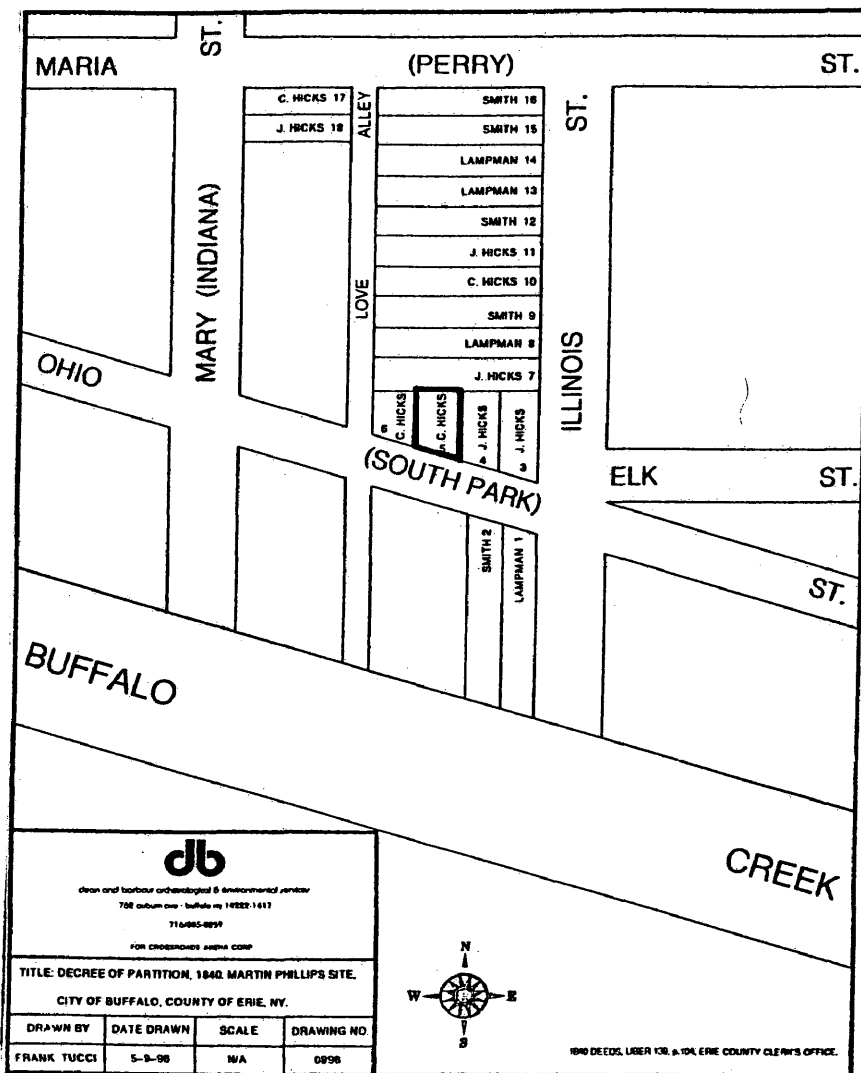 MARIA ST. (PERRY) ST.
C. HICKS 17
J. HICKS 18
ALLEY
LOVE
SMITH 16
SMITH 15
LAMPMAN 14
LAMPMAN 13
SMITH 12
J. HICKS 11
C. HICKS 10
SMITH 9
LAMPMAN 8
J. HICKS 7
ST.
ILLINOIS
MARY (INDIANA)
OHIO
6 C. HICKS
5 C. HICKS
4 J. HICKS
3 J. HICKS
(SOUTH PARK)
ELK ST.
ST.
SMITH 2
LAMPMAN 1
BUFFALO
CREEK
db
dean and barbour archaeological & environmental services
buffalo ny 14222-1417
FOR CROSSROADS ARENA CORP
TITLE: DECREE OF PARTITION, 1840, MARTIN PHILLIPS SITE,
CITY OF BUFFALO, COUNTY OF ERIE, NY.
DRAWN BY DATE DRAWN SCALE DRAWING NO.
FRANK TUCCI N/A
N
W E
S
1840 DEEDS, LIBER p. 104, ERIE COUNTY CLERK'S OFFICE.